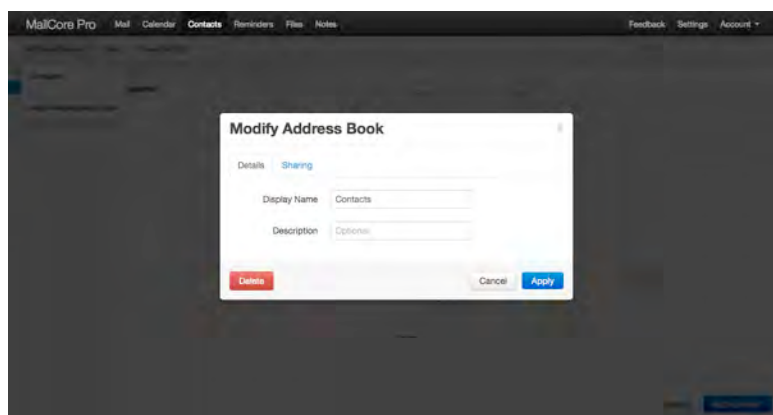 MailCore Pro Mail Calendar Contacts Reminders Files Notes Feedback Settings Account
Modify Address Book
Details Sharing
Display Name Contacts
Description Optional
Delete Cancel Apply